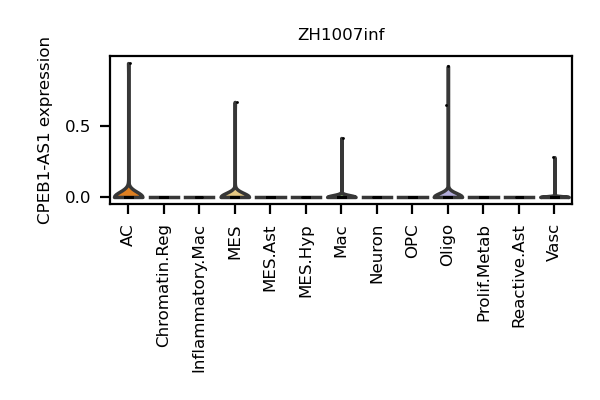 ZH1007inf
CPEB1-AS1 expression
0.5
0.0
AC
Chromatin.Reg
Inflammatory.Mac
MES
MES.Ast
MES.Hyp
Mac
Neuron
OPC
Oligo
Prolif.Metab
Reactive.Ast
Vasc